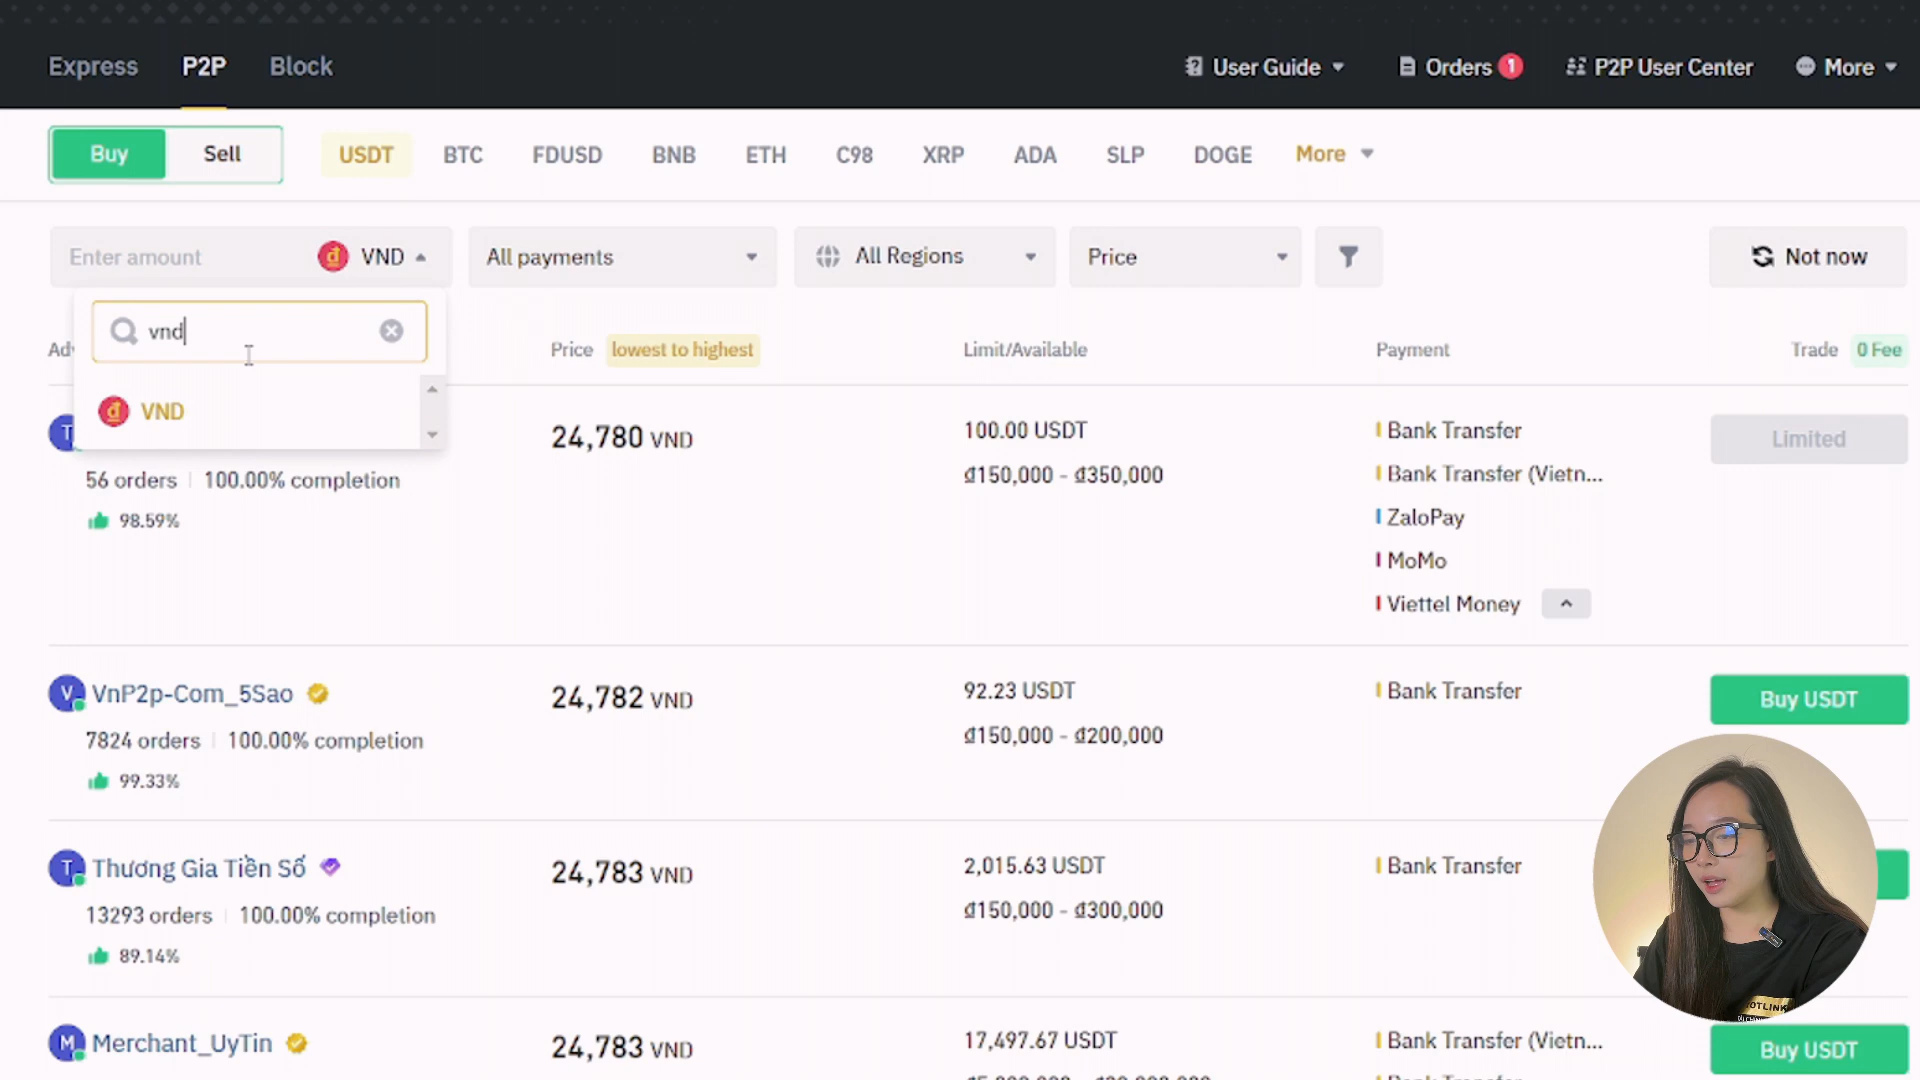 Express P2P Block User Guide Orders 1 P2P User Center More
Buy Sell USDT BTC FDUSD BNB ETH C98 XRP ADA SLP DOGE More
Enter amount đ VND All payments All Regions Price Not now
vnd
Price lowest to highest Limit/Available Payment Trade 0 Fee
đ VND
T 24,780 VND 100.00 USDT Bank Transfer Limited
đ150,000 - đ350,000 Bank Transfer (Vietn...
56 orders 100.00% completion
98.59% ZaloPay
MoMo
Viettel Money
V VnP2p-Com_5Sao 24,782 VND 92.23 USDT Bank Transfer Buy USDT
7824 orders 100.00% completion đ150,000 - đ200,000
99.33%
T Thương Gia Tiền Số 24,783 VND 2,015.63 USDT Bank Transfer
13293 orders 100.00% completion đ150,000 - đ300,000
89.14%
M Merchant_UyTin 24,783 VND 17,497.67 USDT Bank Transfer (Vietn... Buy USDT